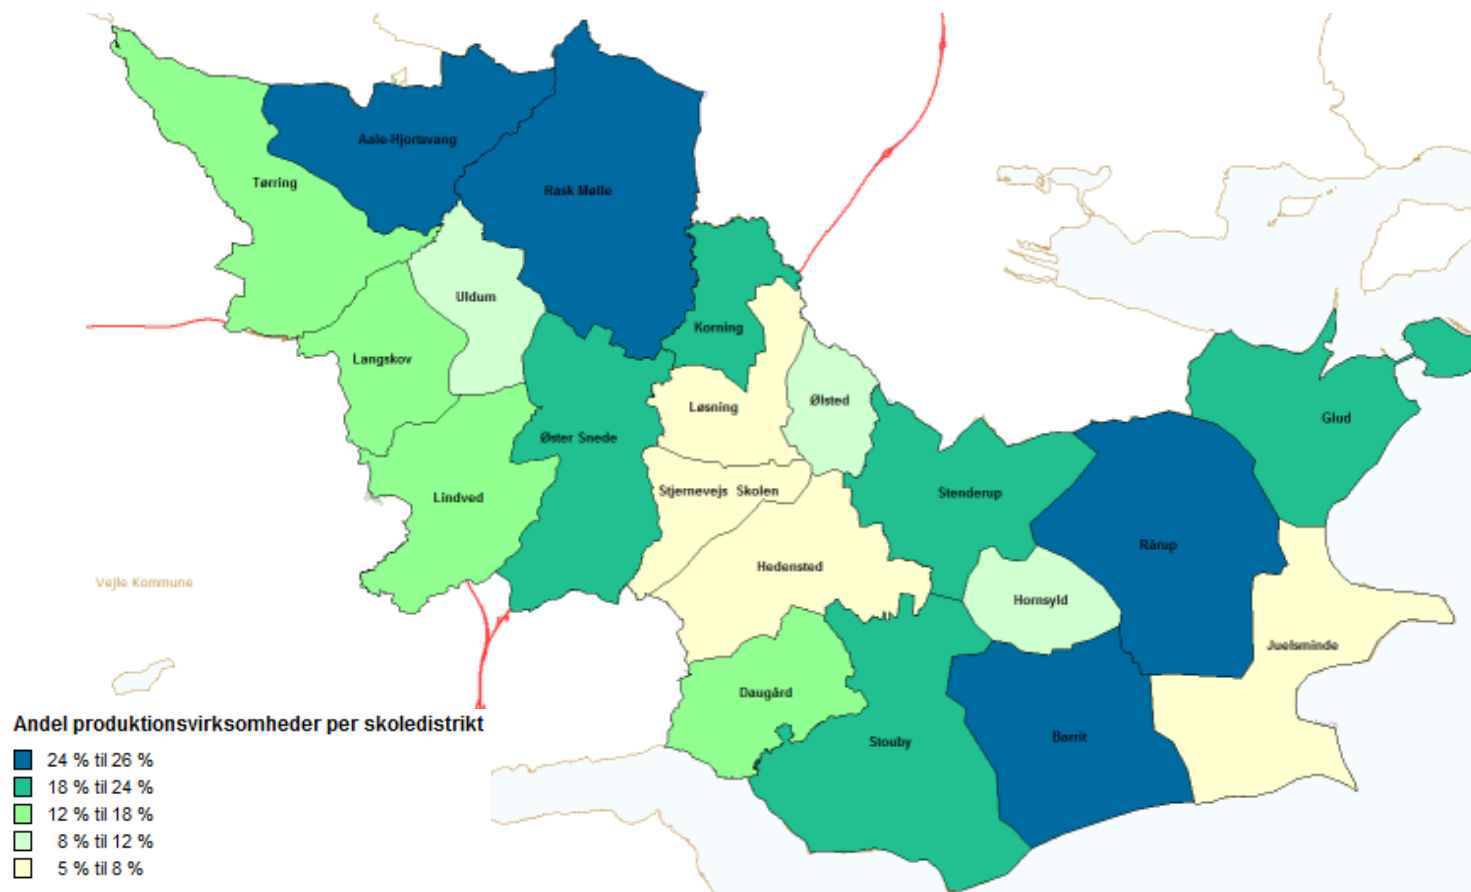 Aale-Hjortsvang
Tørring
Rask Mølle
Uldum
Korning
Langskov
Løsning
Ølsted
Glud
Øster Snede
Lindved
Stjernevejs Skolen
Stenderup
Rårup
Hedensted
Vejle Kommune
Hornsyld
Juelsminde
Daugård
Stouby
Barrit
Andel produktionsvirksomheder per skoledistrikt
24 % til 26 %
18 % til 24 %
12 % til 18 %
8 % til 12 %
5 % til 8 %